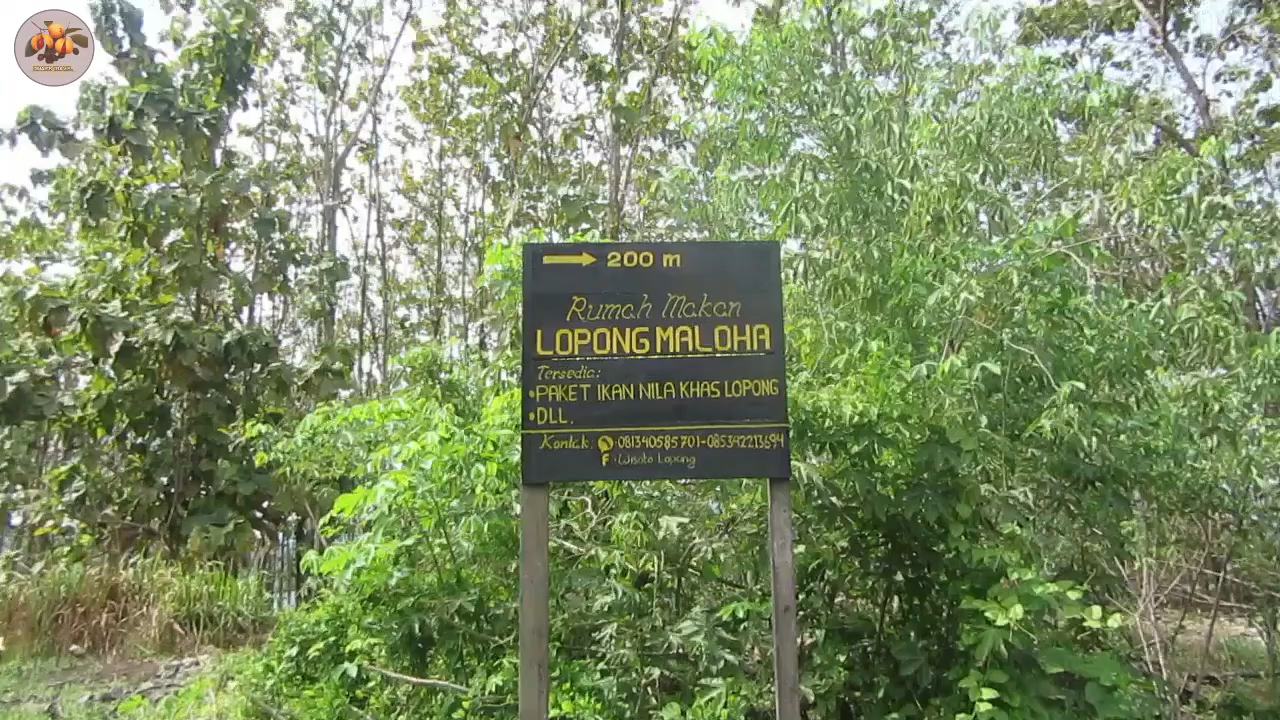 200 m
Rumah Makan
LOPONG MALOHA
Tersedia:
•PAKET IKAN NILA KHAS LOPONG
•DLL.
Kontak: 081340585701-085342213694
F : Wisata Lopong